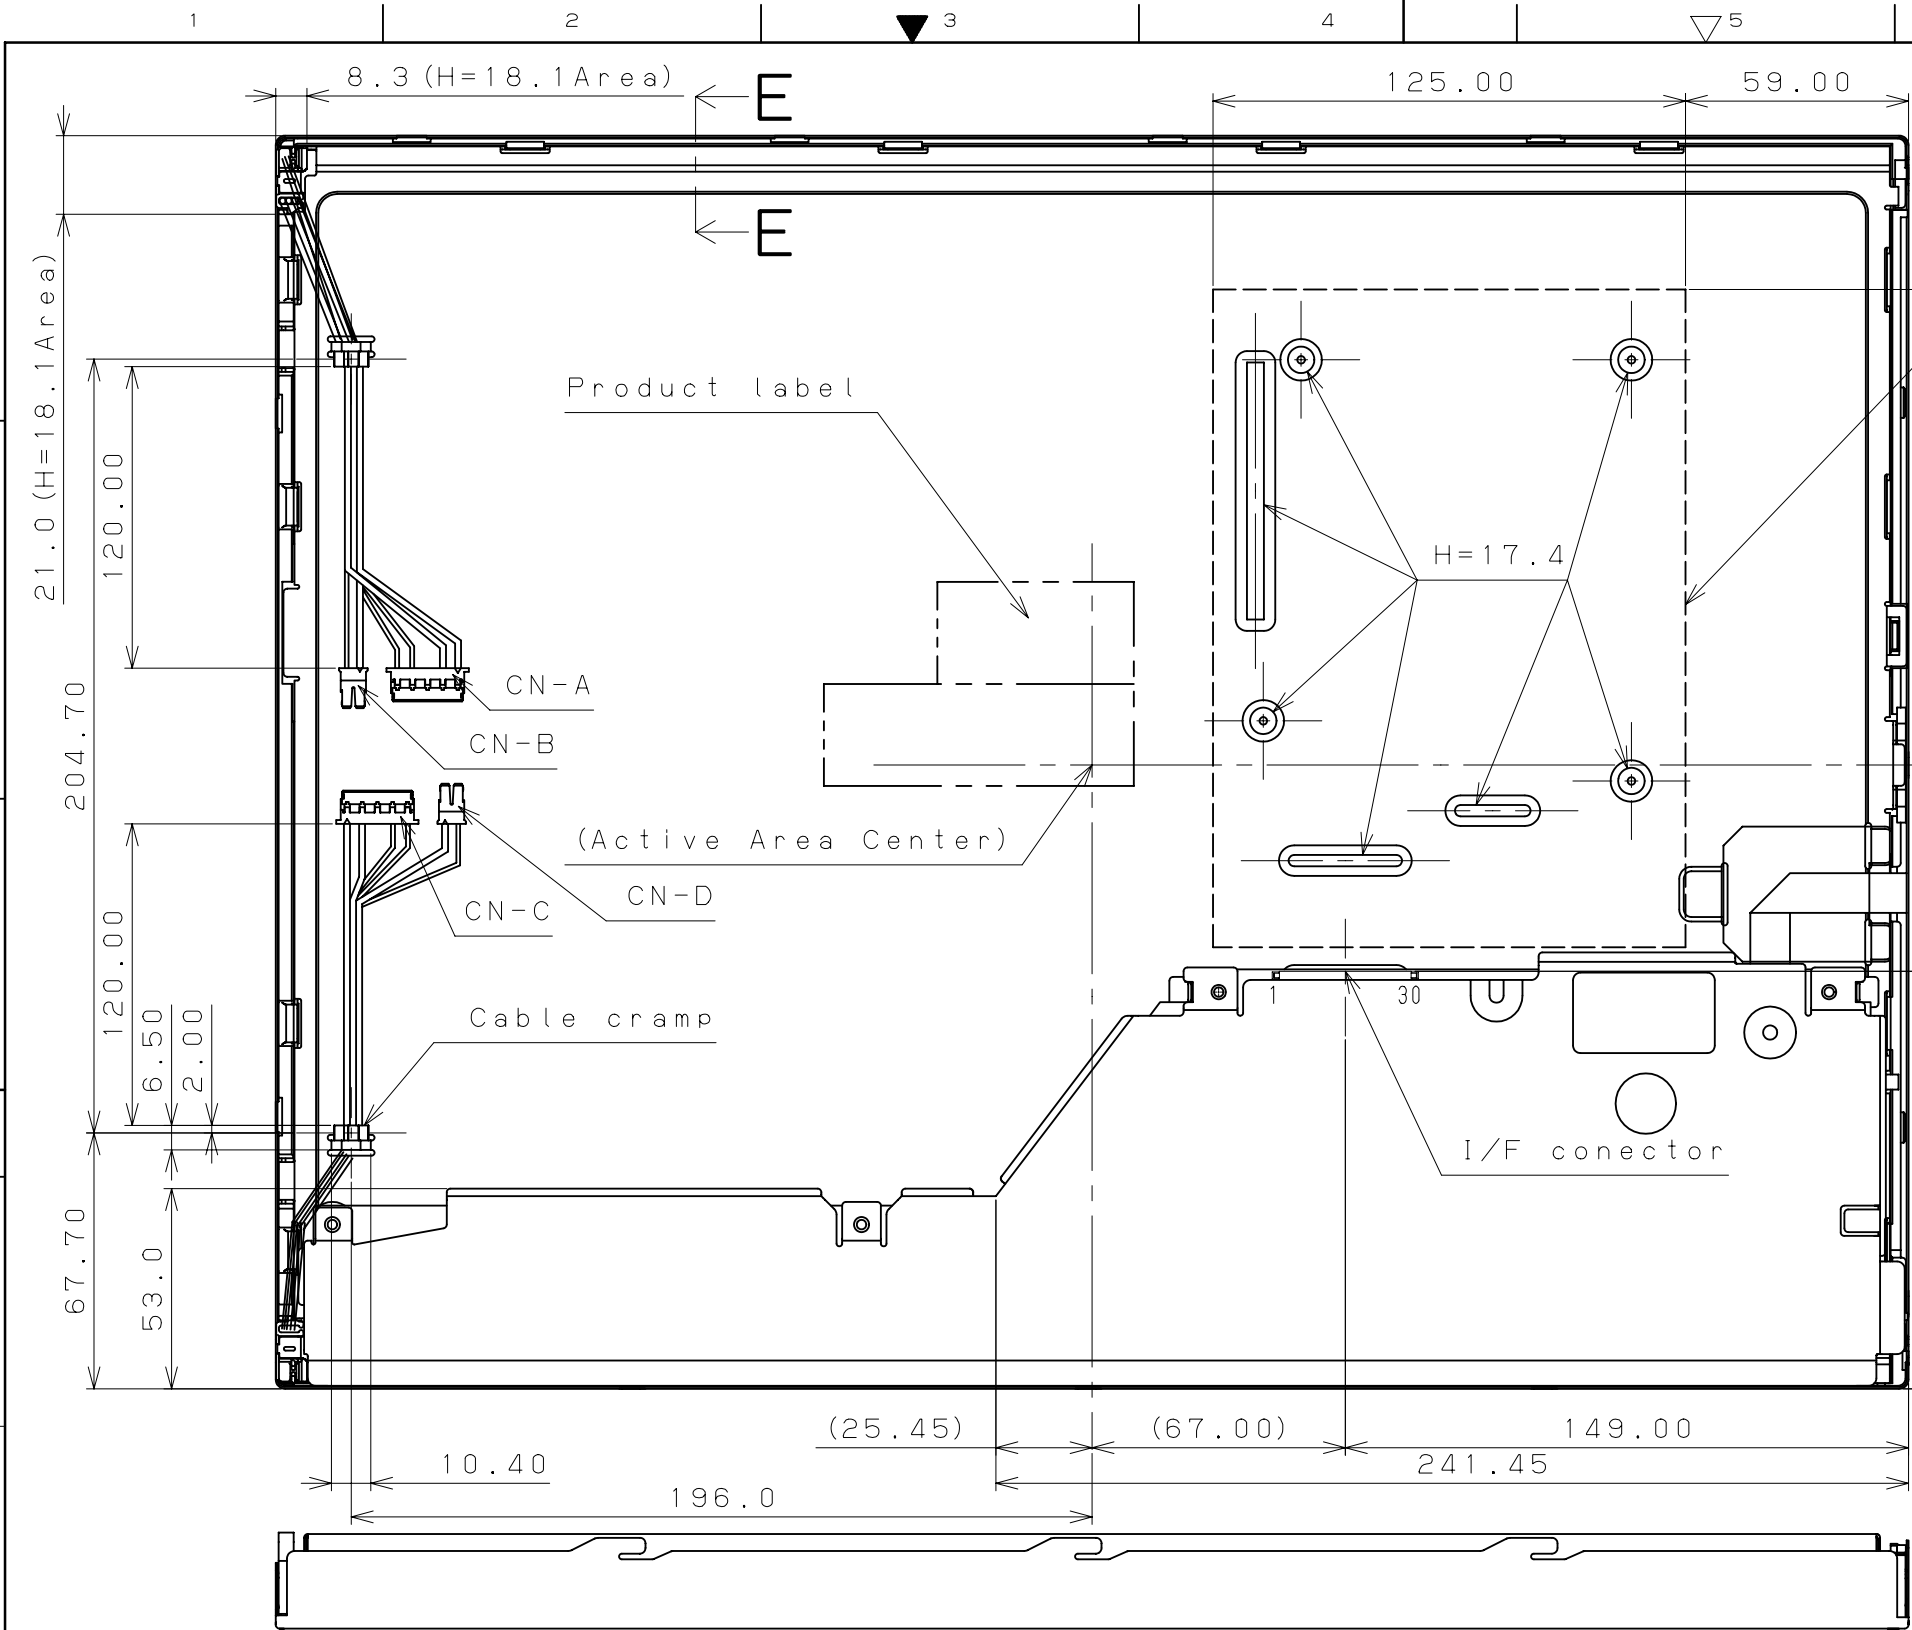 1
2
3
4
5
8.3 (H=18.1Area)
E
125.00
59.00
E
21.0 (H=18.1Area)
Product label
120.00
H=17.4
204.70
CN-A
CN-B
(Active Area Center)
CN-D
CN-C
120.00
1
30
6.50
2.00
Cable cramp
I/F conector
67.70
53.0
(25.45)
(67.00)
149.00
10.40
241.45
196.0